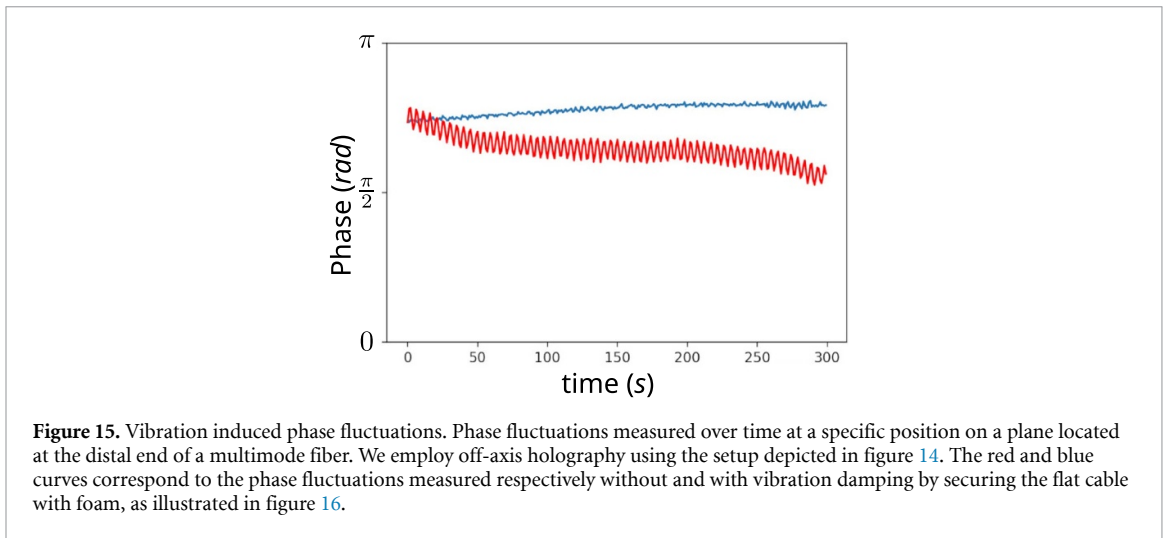 π
π/2
0
Phase (rad)
0 50 100 150 200 250 300
time (s)
Figure 15. Vibration induced phase fluctuations. Phase fluctuations measured over time at a specific position on a plane located
at the distal end of a multimode fiber. We employ off-axis holography using the setup depicted in figure 14. The red and blue
curves correspond to the phase fluctuations measured respectively without and with vibration damping by securing the flat cable
with foam, as illustrated in figure 16.